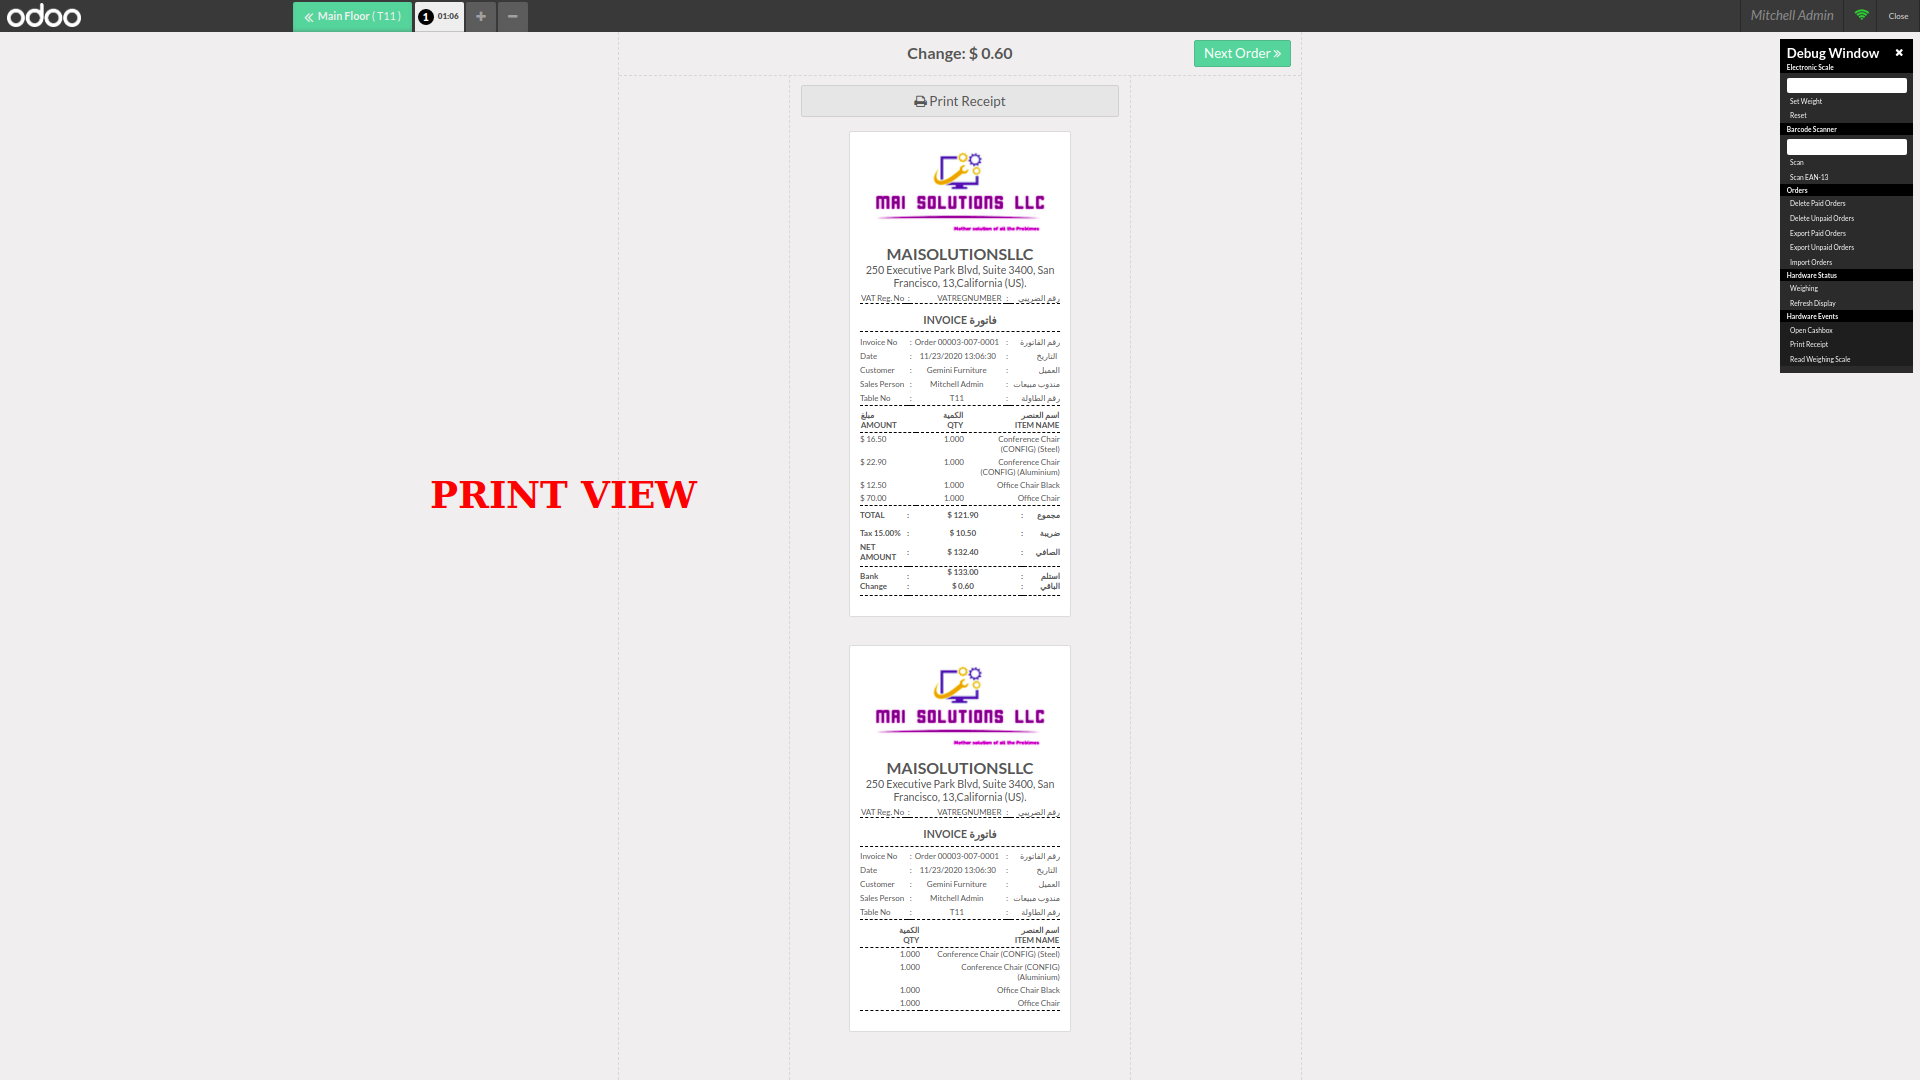 odoo
Main Floor ( T11 )
1 01:06
Mitchell Admin
Close
Change: $ 0.60
Next Order
Print Receipt
MAI SOLUTIONS LLC
Mother solution of all the Problems
MAISOLUTIONSLLC
250 Executive Park Blvd, Suite 3400, San
Francisco, 13,California (US).
VAT Reg. No : VATREGNUMBER : رقم الضريبي
INVOICE فاتورة
Invoice No : Order 00003-007-0001 : رقم الفاتورة
Date : 11/23/2020 13:06:30 : التاريخ
Customer : Gemini Furniture : العميل
Sales Person : Mitchell Admin : مندوب مبيعات
Table No : T11 : رقم الطاولة
مبلغ الكمية اسم العنصر
AMOUNT QTY ITEM NAME
$ 16.50 1.000 Conference Chair
(CONFIG) (Steel)
$ 22.90 1.000 Conference Chair
(CONFIG) (Aluminium)
$ 12.50 1.000 Office Chair Black
$ 70.00 1.000 Office Chair
TOTAL : $ 121.90 : مجموع
Tax 15.00% : $ 10.50 : ضريبة
NET
AMOUNT : $ 132.40 : الصافي
Bank : $ 133.00 : استلم
Change : $ 0.60 : الباقي
MAI SOLUTIONS LLC
Mother solution of all the Problems
MAISOLUTIONSLLC
250 Executive Park Blvd, Suite 3400, San
Francisco, 13,California (US).
VAT Reg. No : VATREGNUMBER : رقم الضريبي
INVOICE فاتورة
Invoice No : Order 00003-007-0001 : رقم الفاتورة
Date : 11/23/2020 13:06:30 : التاريخ
Customer : Gemini Furniture : العميل
Sales Person : Mitchell Admin : مندوب مبيعات
Table No : T11 : رقم الطاولة
الكمية اسم العنصر
QTY ITEM NAME
1.000 Conference Chair (CONFIG) (Steel)
1.000 Conference Chair (CONFIG)
(Aluminium)
1.000 Office Chair Black
1.000 Office Chair
PRINT VIEW
Debug Window
Electronic Scale
Set Weight
Reset
Barcode Scanner
Scan
Scan EAN-13
Orders
Delete Paid Orders
Delete Unpaid Orders
Export Paid Orders
Export Unpaid Orders
Import Orders
Hardware Status
Weighing
Refresh Display
Hardware Events
Open Cashbox
Print Receipt
Read Weighing Scale